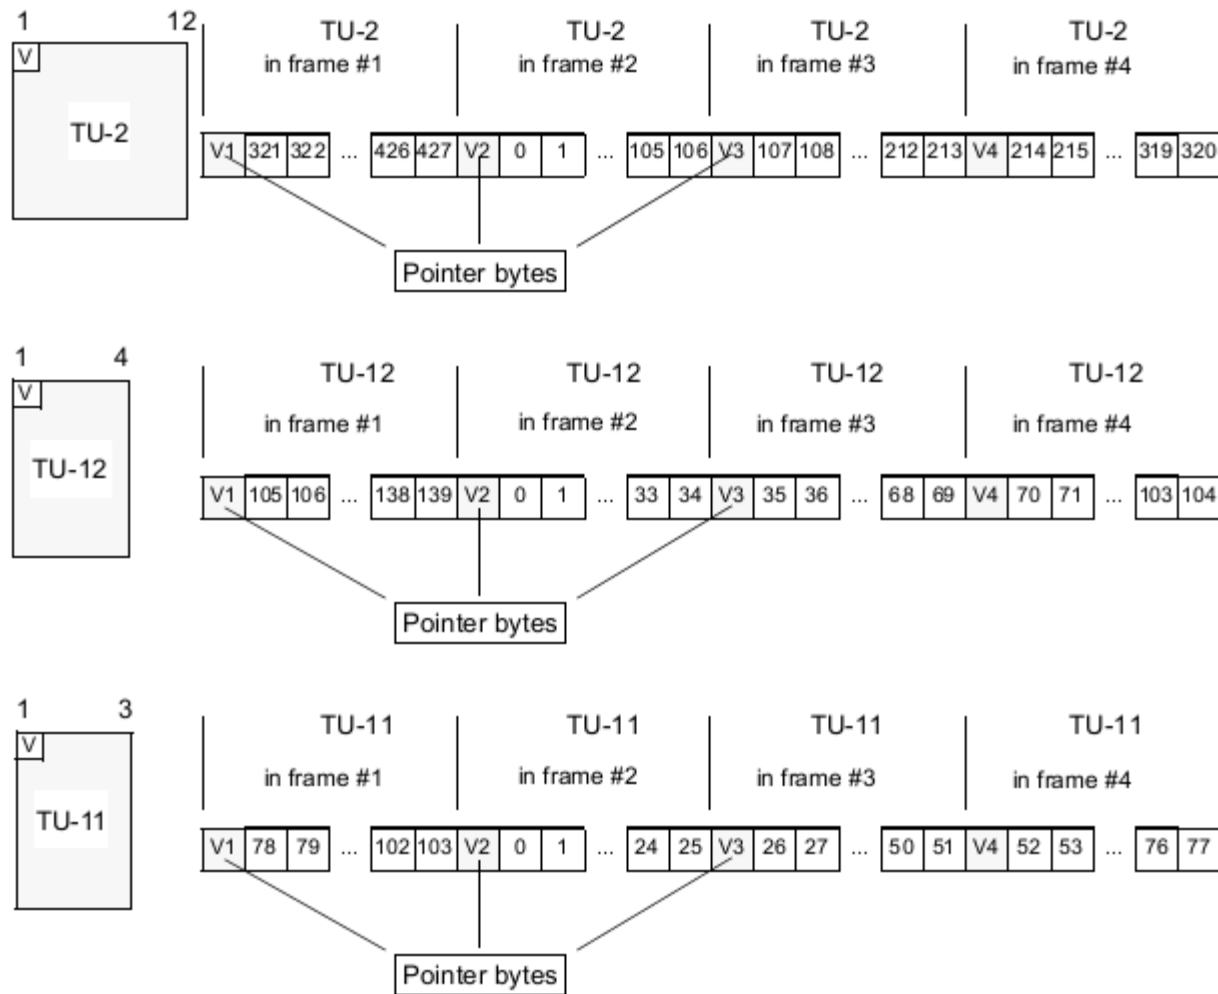 1 12 TU-2 TU-2 TU-2 TU-2
V in frame #1 in frame #2 in frame #3 in frame #4
TU-2
V1 321 322 ... 426 427 V2 0 1 ... 105 106 V3 107 108 ... 212 213 V4 214 215 ... 319 320
Pointer bytes
1 4 TU-12 TU-12 TU-12 TU-12
V in frame #1 in frame #2 in frame #3 in frame #4
TU-12
V1 105 106 ... 138 139 V2 0 1 ... 33 34 V3 35 36 ... 68 69 V4 70 71 ... 103 104
Pointer bytes
1 3 TU-11 TU-11 TU-11 TU-11
V in frame #1 in frame #2 in frame #3 in frame #4
TU-11
V1 78 79 ... 102 103 V2 0 1 ... 24 25 V3 26 27 ... 50 51 V4 52 53 ... 76 77
Pointer bytes